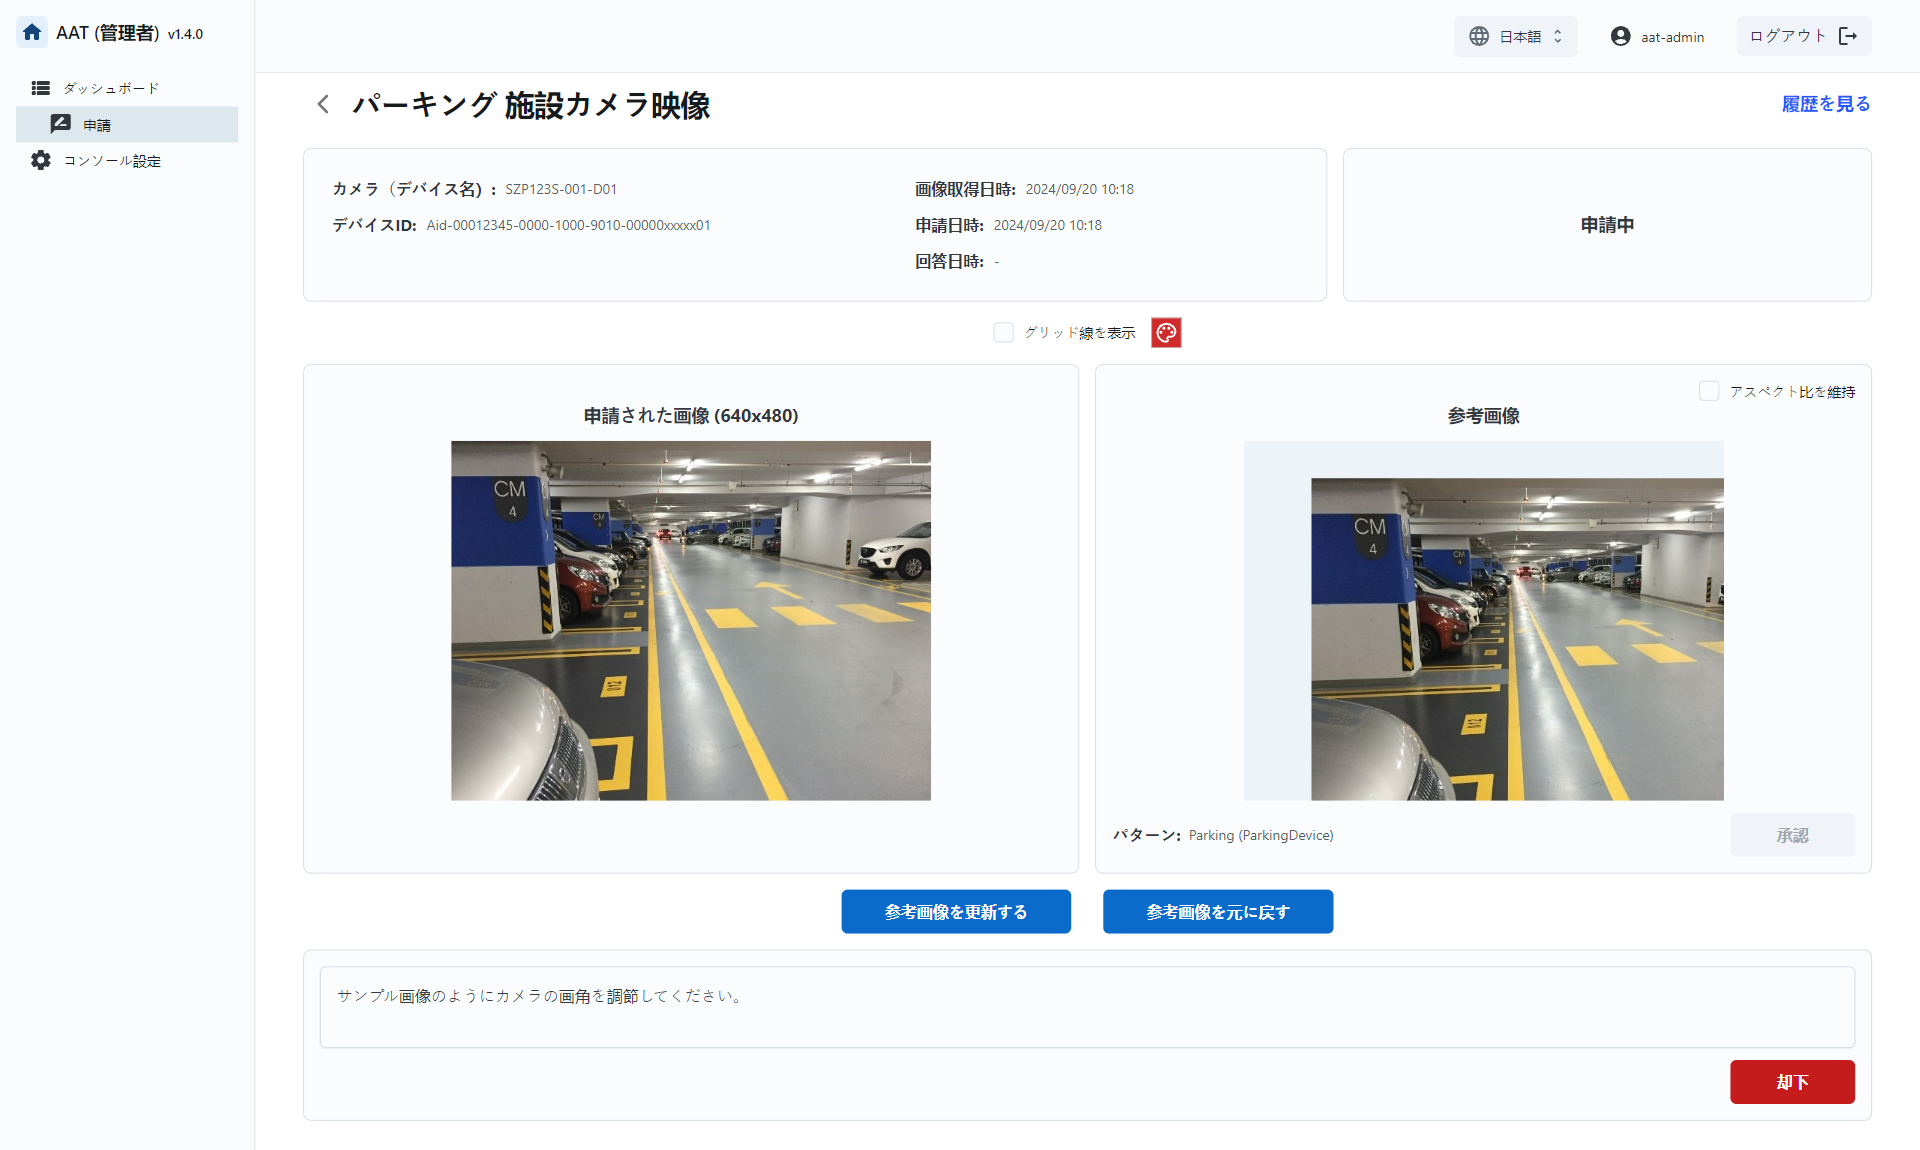 AAT (管理者) v1.4.0
日本語
aat-admin
ログアウト
ダッシュボード
申請
コンソール設定
パーキング 施設カメラ映像
履歴を見る
カメラ（デバイス名）: SZP123S-001-D01
デバイスID: Aid-00012345-0000-1000-9010-00000xxxxx01
画像取得日時: 2024/09/20 10:18
申請日時: 2024/09/20 10:18
回答日時: -
申請中
グリッド線を表示
申請された画像 (640x480)
CM
4
CM
アスペクト比を維持
参考画像
CM
4
CM
パターン: Parking (ParkingDevice)
承認
参考画像を更新する
参考画像を元に戻す
サンプル画像のようにカメラの画角を調節してください。
却下